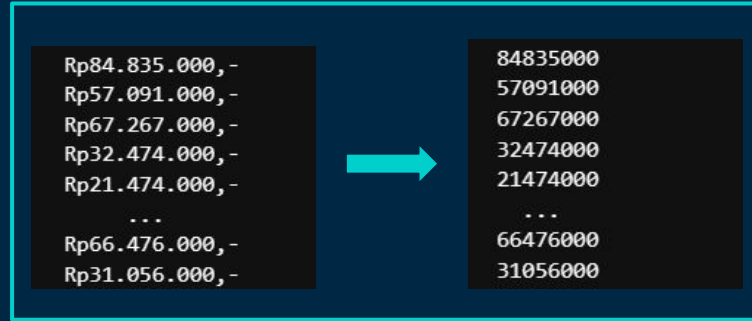 Rp84.835.000,-
Rp57.091.000,-
Rp67.267.000,-
Rp32.474.000,-
Rp21.474.000,-
...
Rp66.476.000,-
Rp31.056.000,-
84835000
57091000
67267000
32474000
21474000
...
66476000
31056000